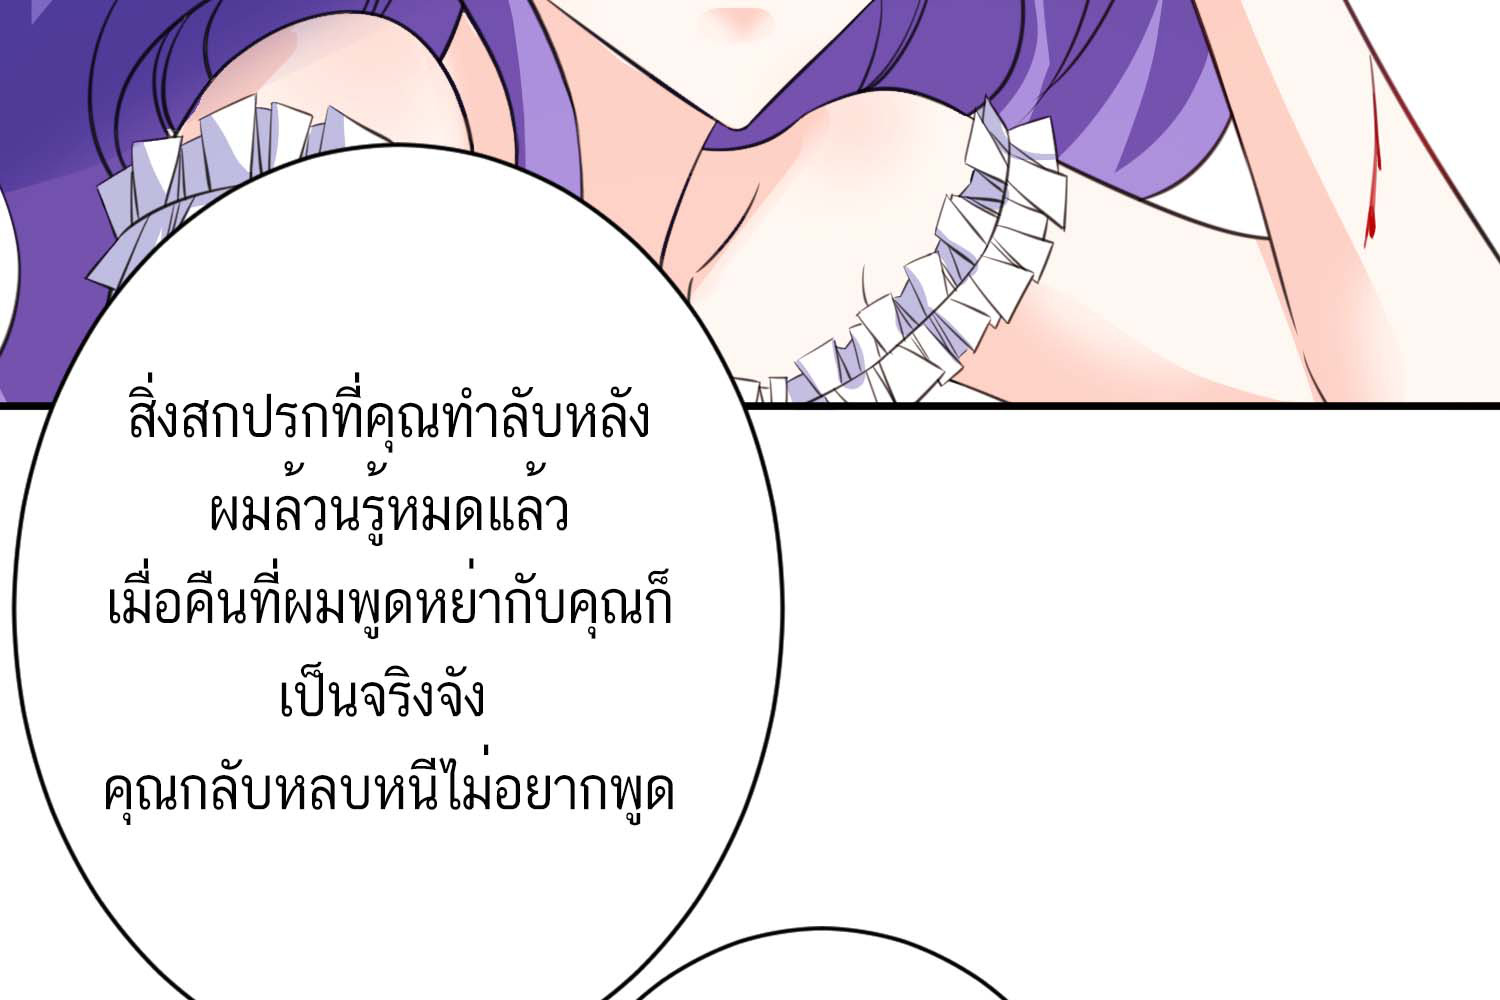 สิ่งสกปรกที่คุณทำลับหลัง
ผมล้วนรู้หมดแล้ว
เมื่อคืนที่ผมพูดหย่ากับคุณก็
เป็นจริงจัง
คุณกลับหลบหนีไม่อยากพูด